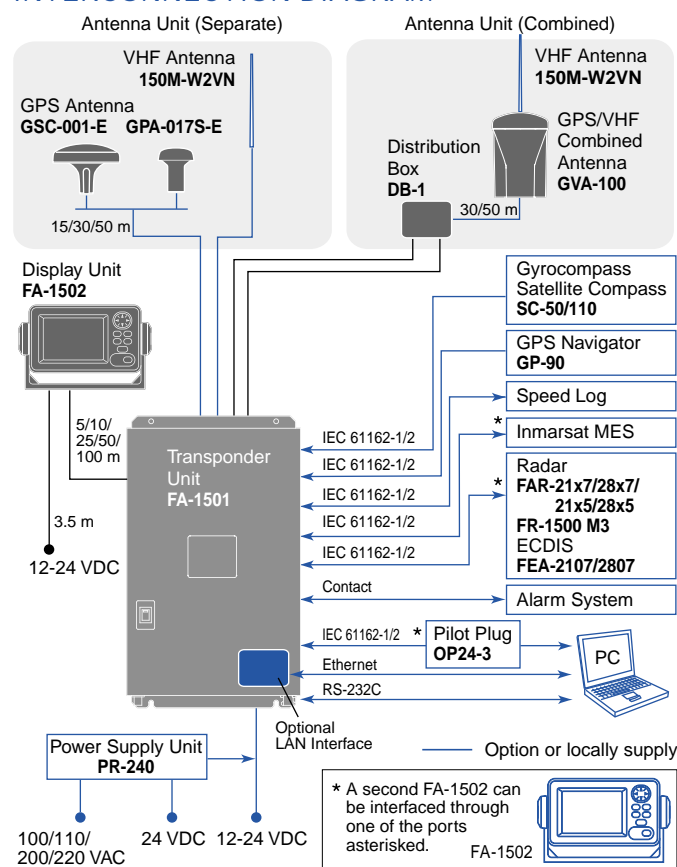 INTERCONNECTION DIAGRAM
Antenna Unit (Separate)
VHF Antenna
150M-W2VN
GPS Antenna
GSC-001-E GPA-017S-E
15/30/50 m
Antenna Unit (Combined)
VHF Antenna
150M-W2VN
GPS/VHF
Combined
Antenna
GVA-100
Distribution
Box
DB-1
30/50 m
Display Unit
FA-1502
5/10/
25/50/
100 m
3.5 m
12-24 VDC
Transponder
Unit
FA-1501
IEC 61162-1/2
Gyrocompass
Satellite Compass
SC-50/110
IEC 61162-1/2
GPS Navigator
GP-90
IEC 61162-1/2
Speed Log
IEC 61162-1/2
* Inmarsat MES
IEC 61162-1/2
* Radar
FAR-21x7/28x7/
21x5/28x5
FR-1500 M3
ECDIS
FEA-2107/2807
Contact
Alarm System
IEC 61162-1/2 * Pilot Plug
OP24-3
Ethernet
RS-232C
PC
Optional
LAN Interface
Power Supply Unit
PR-240
100/110/
200/220 VAC
24 VDC
12-24 VDC
Option or locally supply
* A second FA-1502 can
be interfaced through
one of the ports
asterisked.
FA-1502